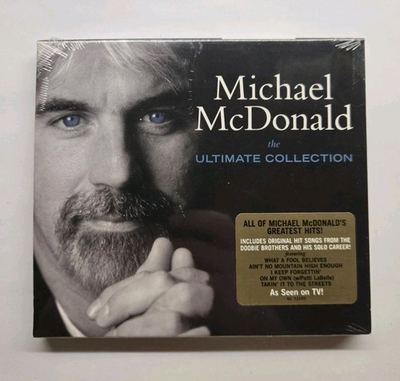 Michael
McDonald
the
ULTIMATE COLLECTION
ALL OF MICHAEL McDONALD'S
GREATEST HITS!
INCLUDES ORIGINAL HIT SONGS FROM THE
DOOBIE BROTHERS AND HIS SOLO CAREER!
featuring
WHAT A FOOL BELIEVES
AIN'T NO MOUNTAIN HIGH ENOUGH
I KEEP FORGETTIN'
ON MY OWN (w/Patti LaBelle)
TAKIN' IT TO THE STREETS
As Seen on TV!